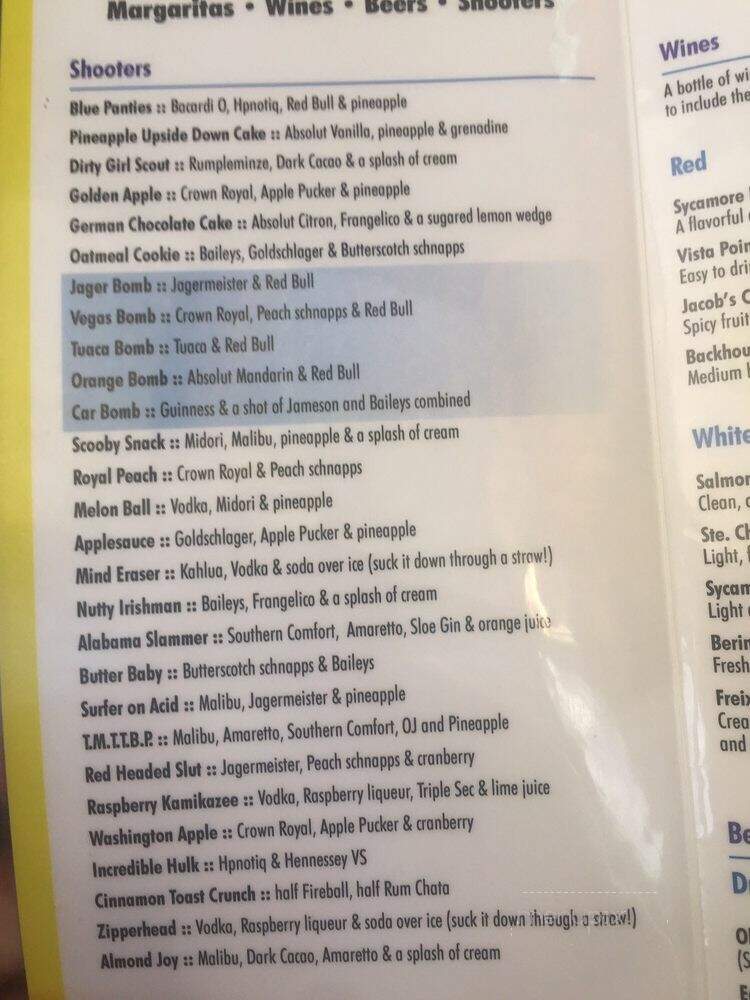 Margaritas • Wines • Beers • Shooters
Shooters
Blue Panties :: Bacardi O, Hpnotiq, Red Bull & pineapple
Pineapple Upside Down Cake :: Absolut Vanilla, pineapple & grenadine
Dirty Girl Scout :: Rumpleminze, Dark Cacao & a splash of cream
Golden Apple :: Crown Royal, Apple Pucker & pineapple
German Chocolate Cake :: Absolut Citron, Frangelico & a sugared lemon wedge
Oatmeal Cookie :: Baileys, Goldschlager & Butterscotch schnapps
Jager Bomb :: Jagermeister & Red Bull
Vegas Bomb :: Crown Royal, Peach schnapps & Red Bull
Tuaca Bomb :: Tuaca & Red Bull
Orange Bomb :: Absolut Mandarin & Red Bull
Car Bomb :: Guinness & a shot of Jameson and Baileys combined
Scooby Snack :: Midori, Malibu, pineapple & a splash of cream
Royal Peach :: Crown Royal & Peach schnapps
Melon Ball :: Vodka, Midori & pineapple
Applesauce :: Goldschlager, Apple Pucker & pineapple
Mind Eraser :: Kahlua, Vodka & soda over ice (suck it down through a straw!)
Nutty Irishman :: Baileys, Frangelico & a splash of cream
Alabama Slammer :: Southern Comfort, Amaretto, Sloe Gin & orange juice
Butter Baby :: Butterscotch schnapps & Baileys
Surfer on Acid :: Malibu, Jagermeister & pineapple
T.M.T.T.B.P. :: Malibu, Amaretto, Southern Comfort, OJ and Pineapple
Red Headed Slut :: Jagermeister, Peach schnapps & cranberry
Raspberry Kamikazee :: Vodka, Raspberry liqueur, Triple Sec & lime juice
Washington Apple :: Crown Royal, Apple Pucker & cranberry
Incredible Hulk :: Hpnotiq & Hennessey VS
Cinnamon Toast Crunch :: half Fireball, half Rum Chata
Zipperhead :: Vodka, Raspberry liqueur & soda over ice (suck it down through a straw!)
Almond Joy :: Malibu, Dark Cacao, Amaretto & a splash of cream
Wines
A bottle of wi
to include the
Red
Sycamore
A flavorful
Vista Poin
Easy to dri
Jacob's C
Spicy fruit
Backhou
Medium
White
Salmon
Clean,
Ste. Ch
Light,
Sycam
Light
Berin
Fresh
Freix
Crea
and
Be
D